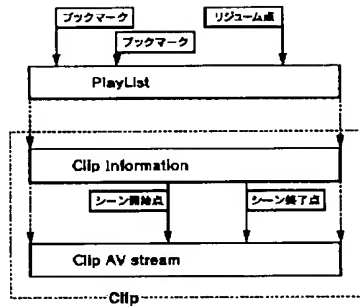 ブックマーク
リジューム点
ブックマーク
PlayList
Clip Information
シーン開始点
シーン終了点
Clip AV stream
Clip